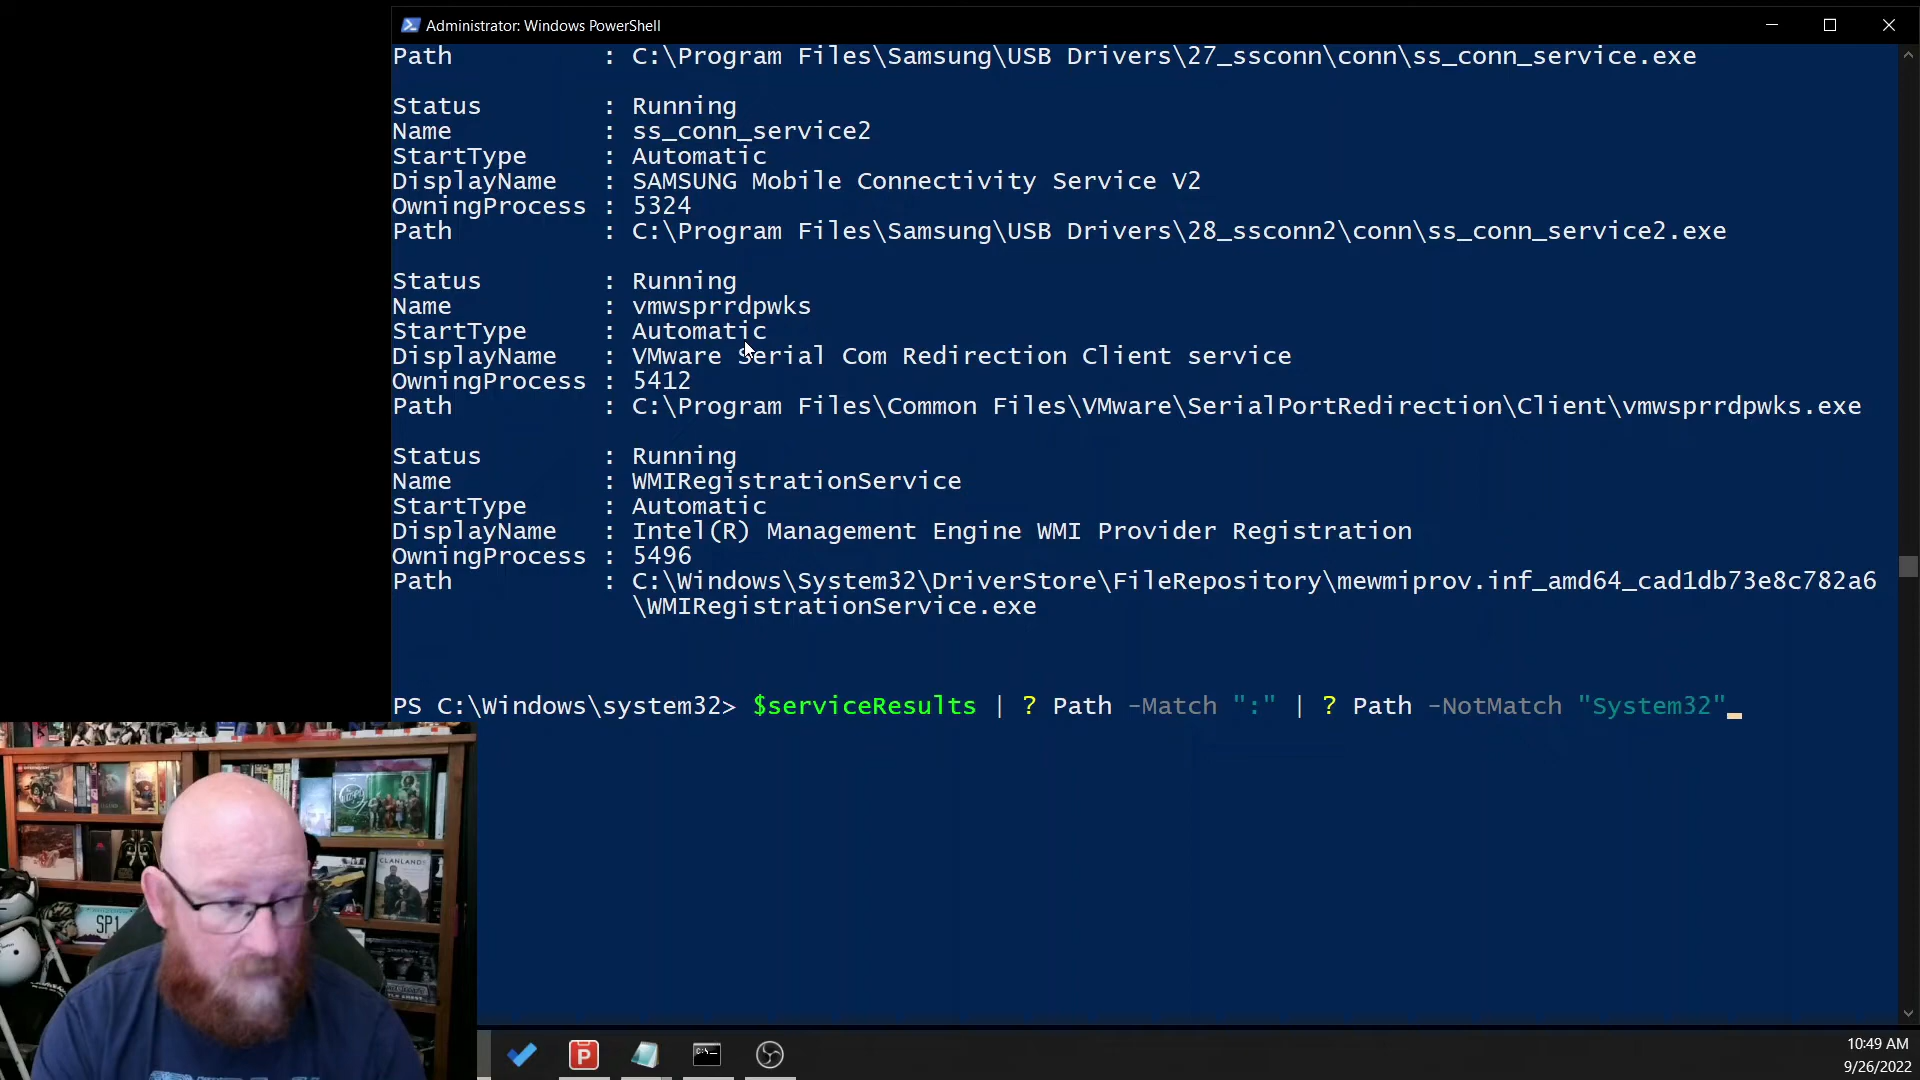 Administrator: Windows PowerShell
Path : C:\Program Files\Samsung\USB Drivers\27_ssconn\conn\ss_conn_service.exe
Status : Running
Name : ss_conn_service2
StartType : Automatic
DisplayName : SAMSUNG Mobile Connectivity Service V2
OwningProcess : 5324
Path : C:\Program Files\Samsung\USB Drivers\28_ssconn2\conn\ss_conn_service2.exe
Status : Running
Name : vmwsprrdpwks
StartType : Automatic
DisplayName : VMware Serial Com Redirection Client service
OwningProcess : 5412
Path : C:\Program Files\Common Files\VMware\SerialPortRedirection\Client\vmwsprrdpwks.exe
Status : Running
Name : WMIRegistrationService
StartType : Automatic
DisplayName : Intel(R) Management Engine WMI Provider Registration
OwningProcess : 5496
Path : C:\Windows\System32\DriverStore\FileRepository\mewmiprov.inf_amd64_cad1db73e8c782a6
\WMIRegistrationService.exe
PS C:\Windows\system32> $serviceResults | ? Path -Match ":" | ? Path -NotMatch "System32"
CLANLANDS
SP1
10:49 AM
9/26/2022